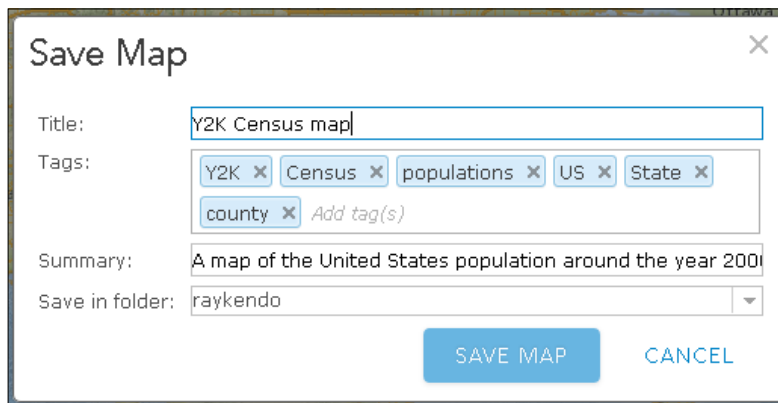 Ottawa
Save Map
Title: Y2K Census map
Tags: Y2K Census populations US State
county Add tag(s)
Summary: A map of the United States population around the year 200
Save in folder: raykendo
SAVE MAP CANCEL